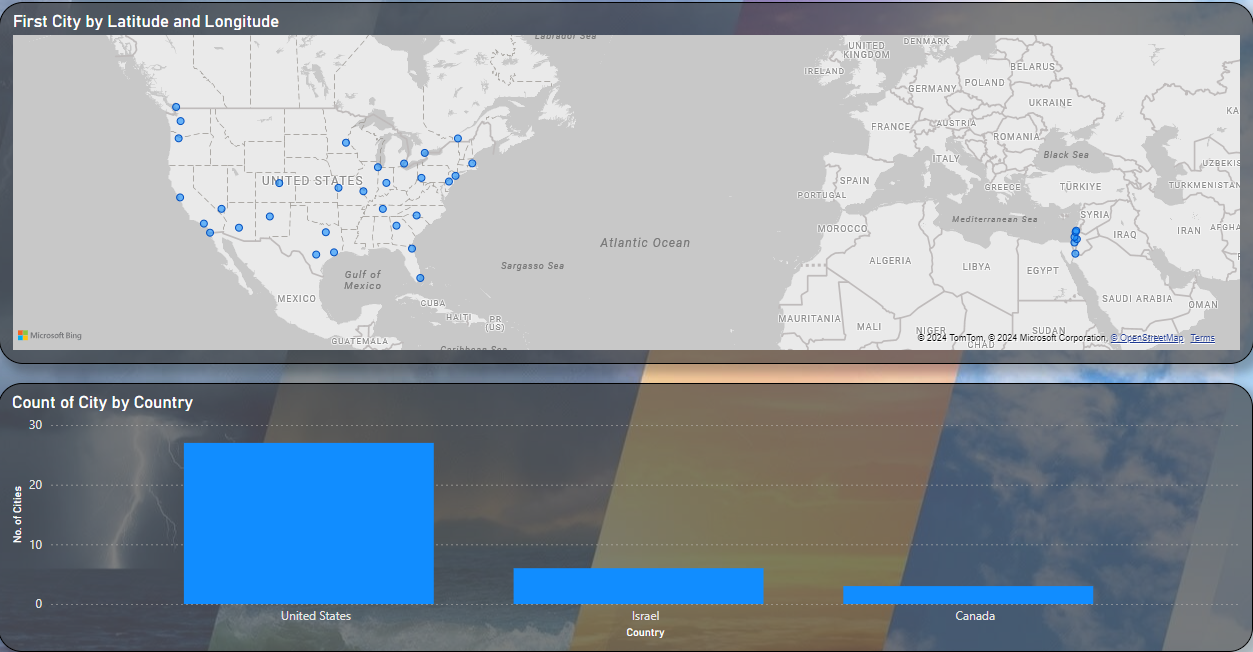 First City by Latitude and Longitude
Labrador Sea
DENMARK
UNITED
KINGDOM
IRELAND
BELARUS
POLAND
GERMANY
UKRAINE
KA
FRANCE
AUSTRIA
ROMANIA
ITALY
Black Sea
UZBEKIS
UNITED STATES
SPAIN
PORTUGAL
GREECE
TÜRKIYE
TURKMENISTAN
Mediterranean Sea
SYRIA
MOROCCO
IRAQ
IRAN
AFGHA
Atlantic Ocean
ALGERIA
LIBYA
EGYPT
Sargasso Sea
Gulf of
Mexico
MEXICO
CUBA
HAITI
PR
(US)
SAUDI ARABIA
OMAN
MAURITANIA
MALI
NIGER
SUDAN
CHAD
GUATEMALA
Caribbean Sea
Microsoft Bing
© 2024 TomTom, © 2024 Microsoft Corporation, © OpenStreetMap Terms
Count of City by Country
30
20
10
0
No. of Cities
United States
Israel
Canada
Country